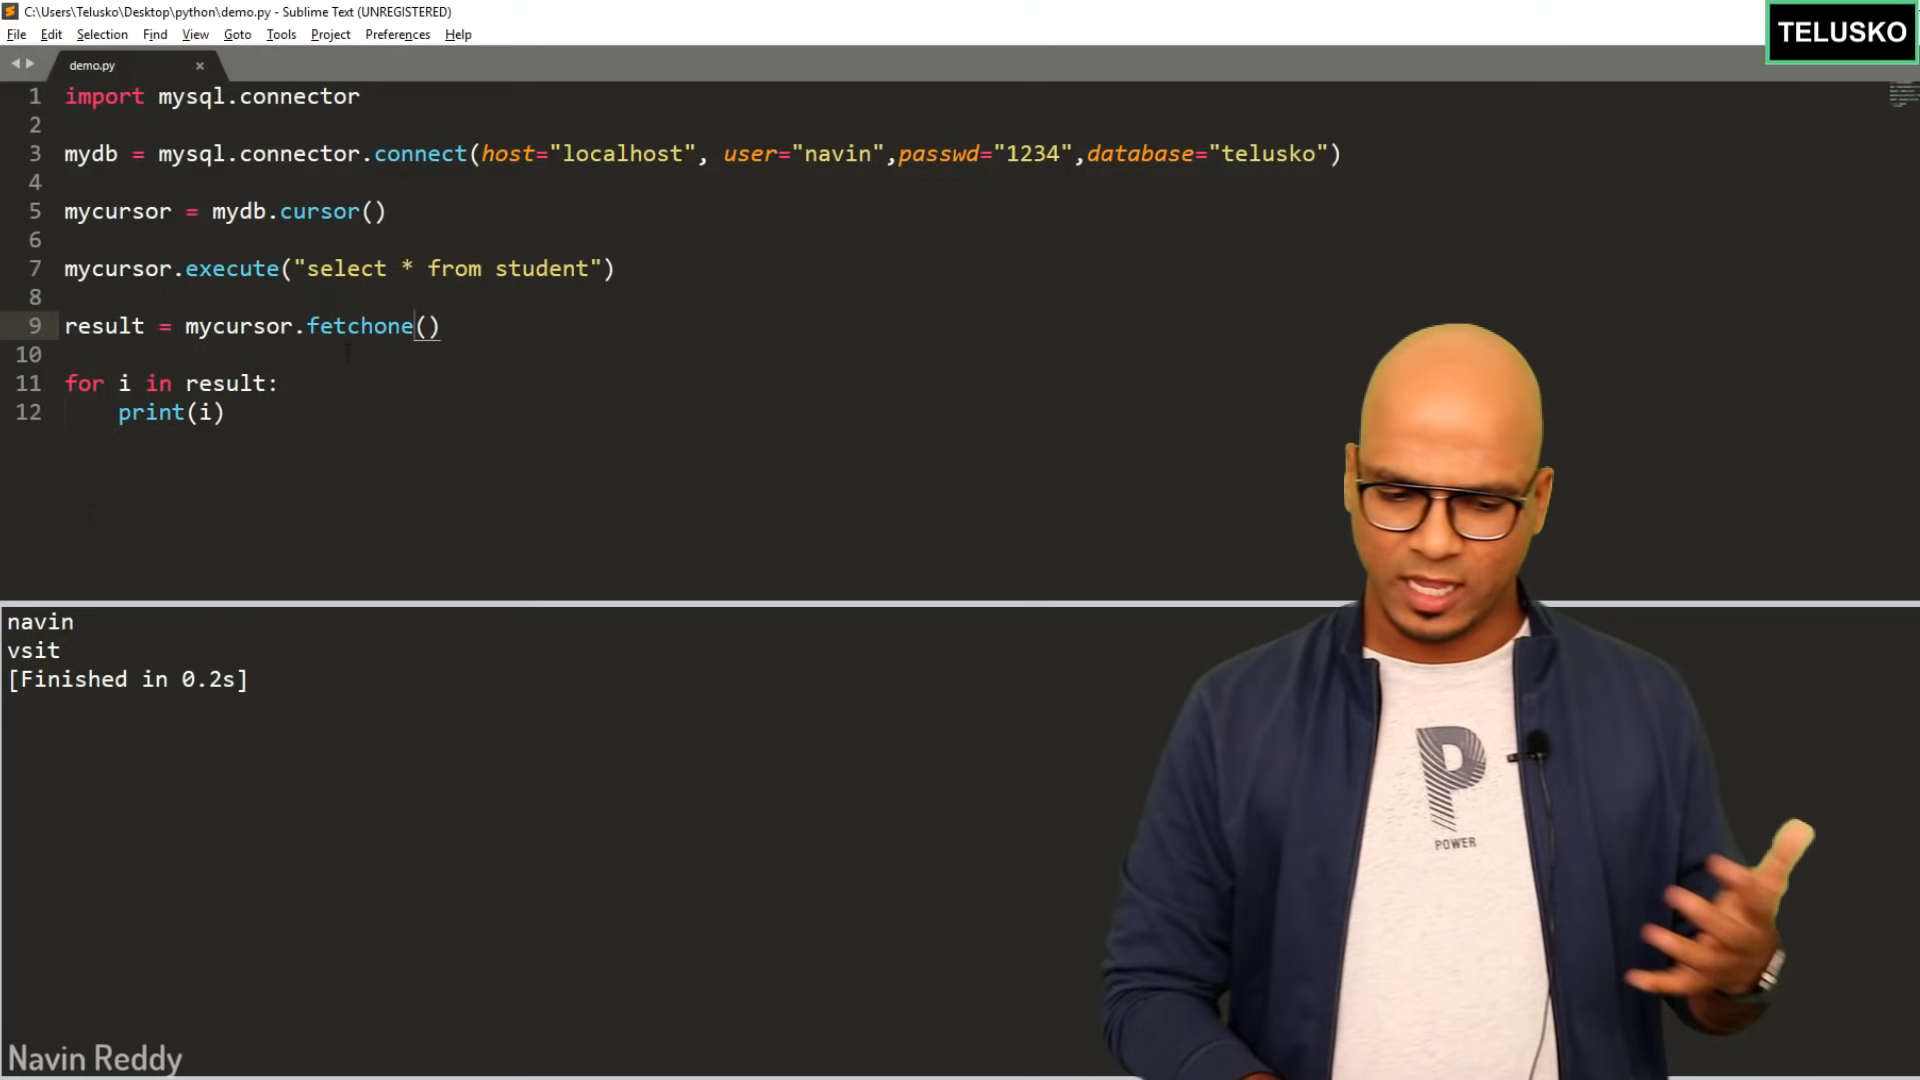 C:\Users\Telusko\Desktop\python\demo.py - Sublime Text (UNREGISTERED)
TELUSKO
File Edit Selection Find View Goto Tools Project Preferences Help
demo.py ×
1 import mysql.connector
2
3 mydb = mysql.connector.connect(host="localhost", user="navin",passwd="1234",database="telusko")
4
5 mycursor = mydb.cursor()
6
7 mycursor.execute("select * from student")
8
9 result = mycursor.fetchone()
10
11 for i in result:
12     print(i)
navin
vsit
[Finished in 0.2s]
P
POWER
Navin Reddy